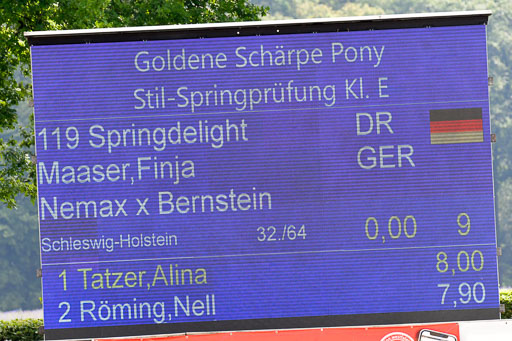 Goldene Schärpe Pony
Stil-Springprüfung Kl. E
119 Springdelight DR
Maaser,Finja GER
Nemax x Bernstein
Schleswig-Holstein 32./64 0,00 9
1 Tatzer,Alina 8,00
2 Röming,Nell 7,90